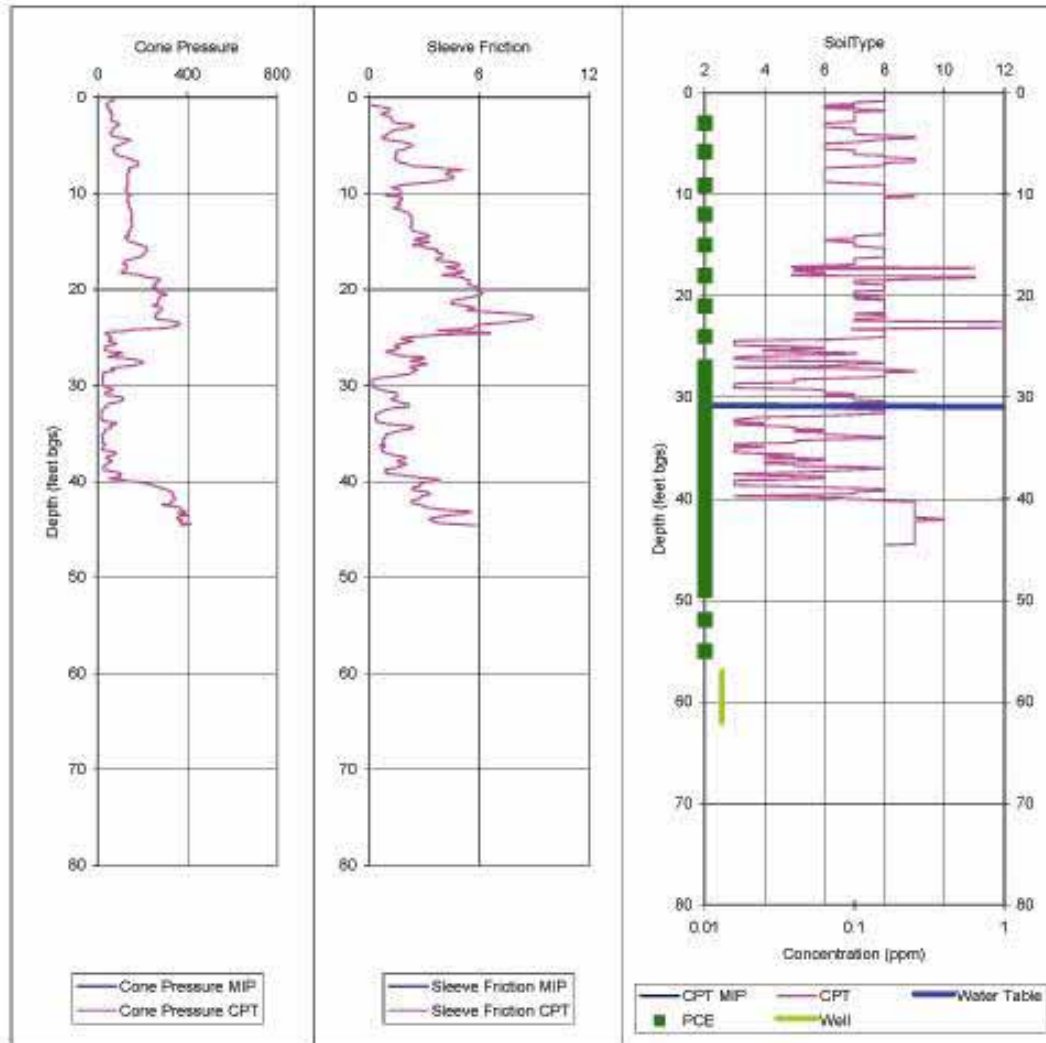 Cone Pressure
0 400 800
0
10
20
30
40
50
60
70
80
Depth (feet bgs)
Cone Pressure MIP
Cone Pressure CPT
Sleeve Friction
0 6 12
0
10
20
30
40
50
60
70
80
Sleeve Friction MIP
Sleeve Friction CPT
SoilType
2 4 6 8 10 12
0 0
10 10
20 20
30 30
40 40
50 50
60 60
70 70
80 80
Depth (feet bgs)
0.01 0.1 1
Concentration (ppm)
CPT MIP CPT Water Table
PCE Well